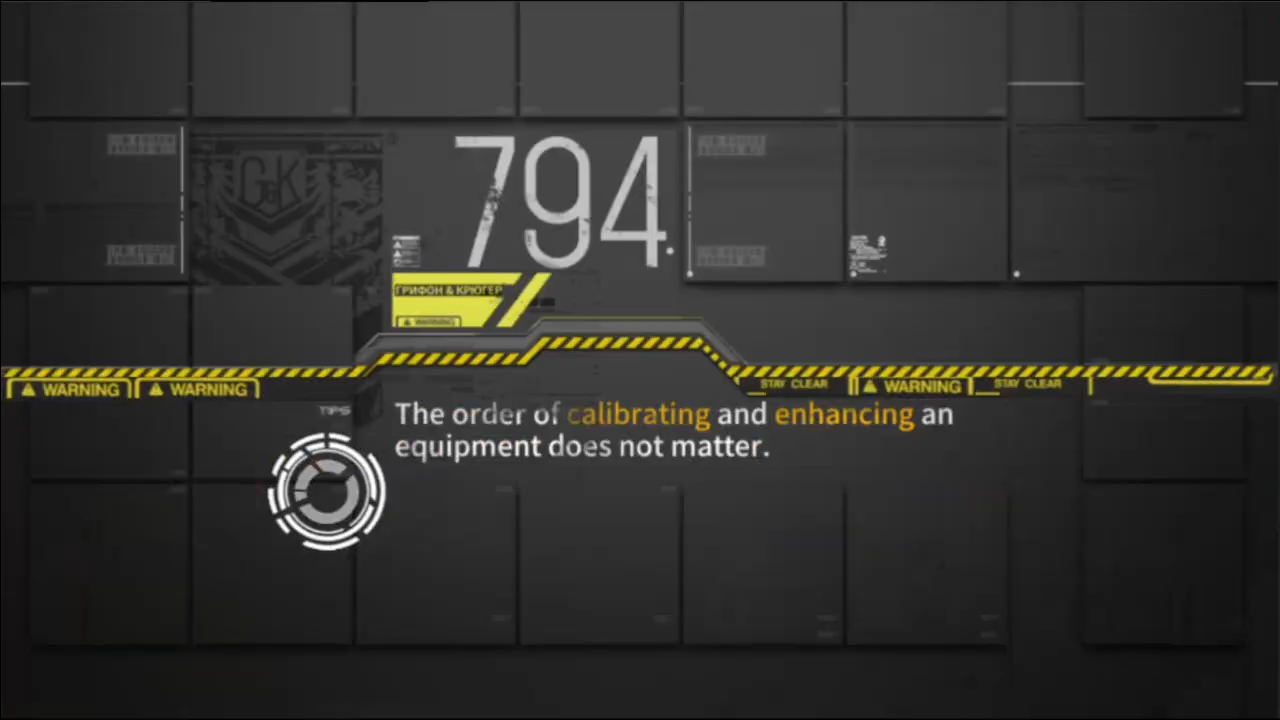 G&K
794.
ГРИФОН & КРЮГЕР
WARNING
WARNING
WARNING
STAY CLEAR
WARNING
STAY CLEAR
TIPS
The order of calibrating and enhancing an
equipment does not matter.